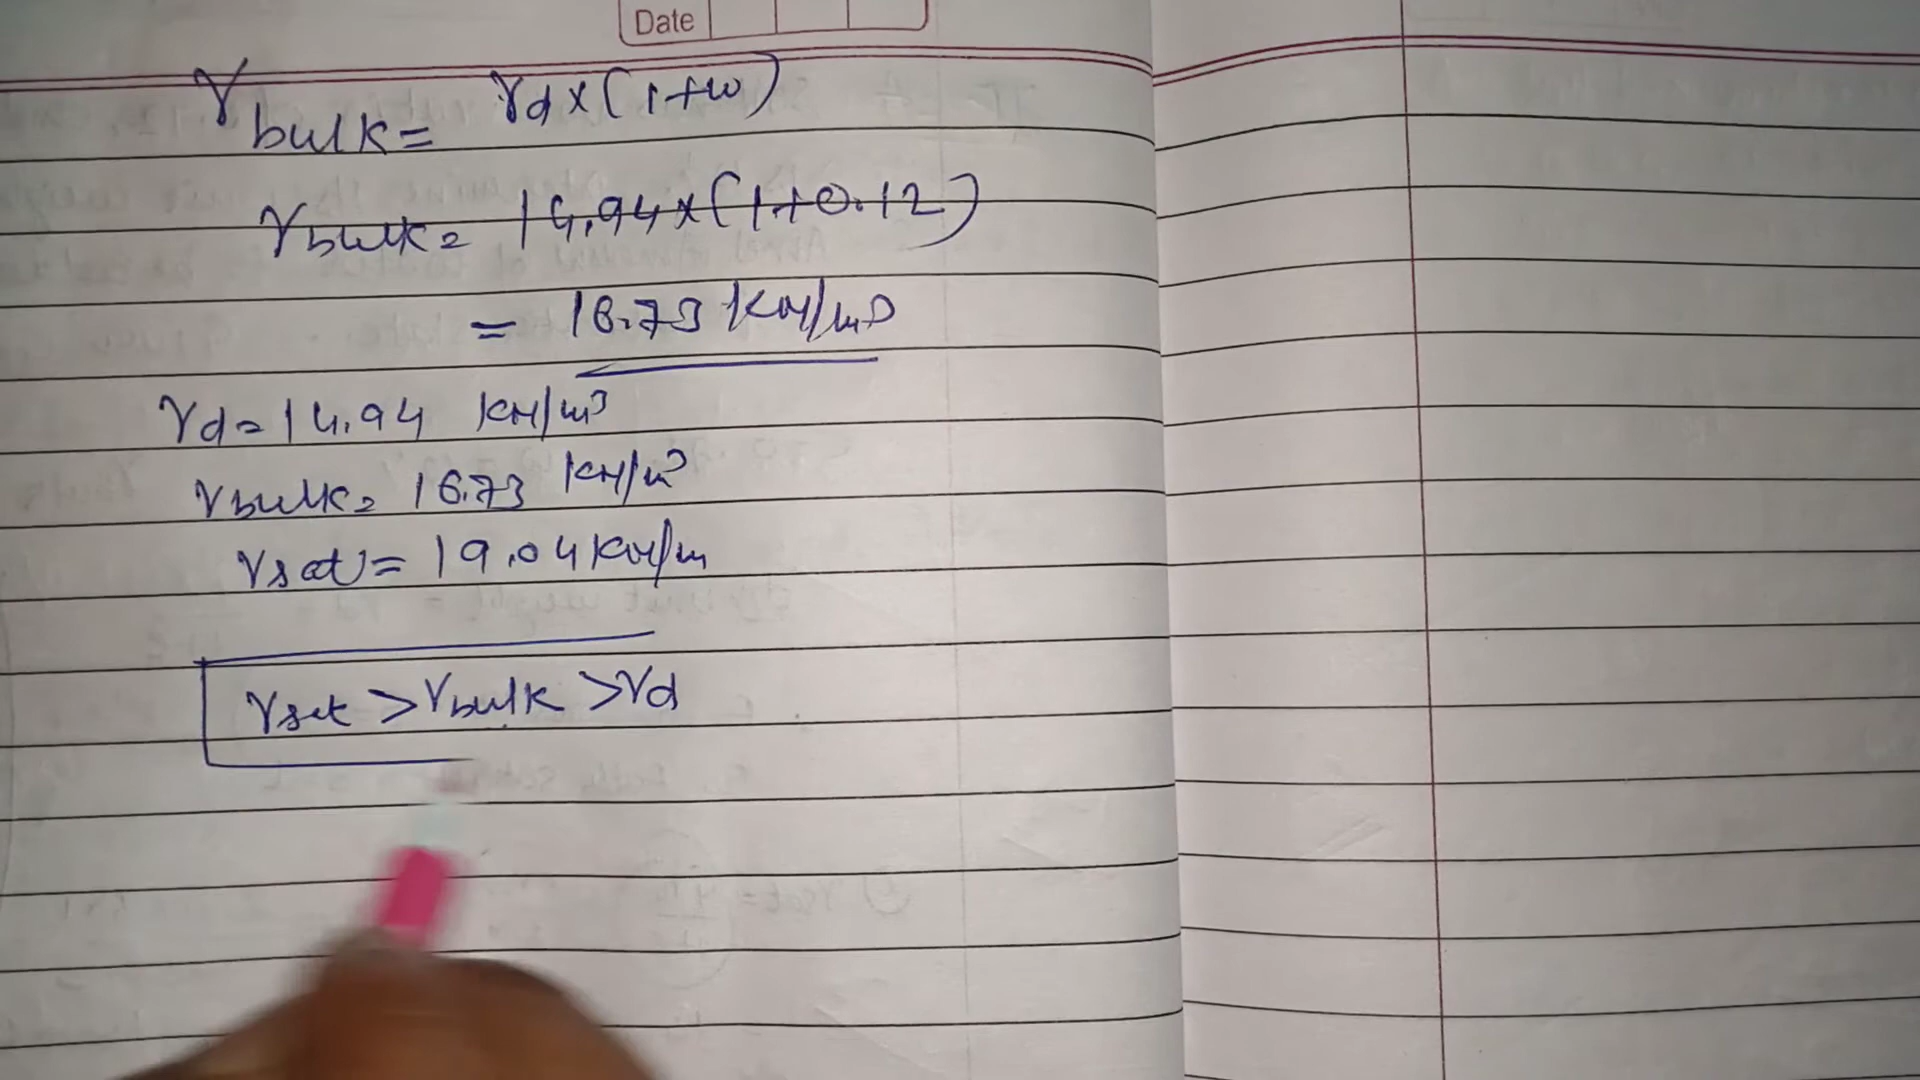 Date
γbulk = γd×(1+w)
γbulk = 14.94×(1+0.12)
= 16.73 KN/m3
γd = 14.94 KN/m3
γbulk = 16.73 KN/m3
γsat = 19.04 KN/m
γsat > γbulk > γd